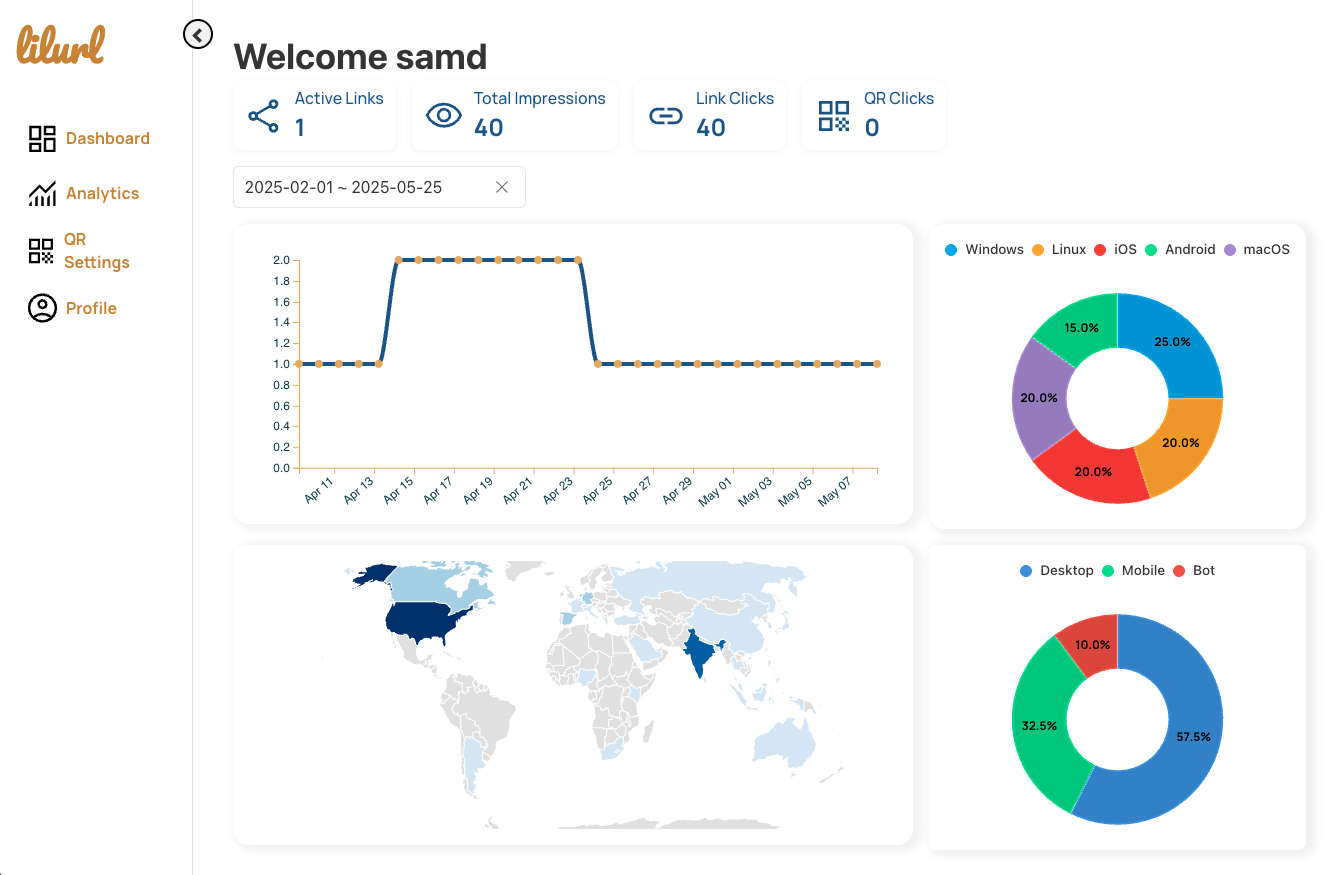 lilurl
Dashboard
Analytics
QR
Settings
Profile
Welcome samd
Active Links
1
Total Impressions
40
Link Clicks
40
QR Clicks
0
2025-02-01 ~ 2025-05-25
2.0
1.8
1.6
1.4
1.2
1.0
0.8
0.6
0.4
0.2
0.0
Apr 11
Apr 13
Apr 15
Apr 17
Apr 19
Apr 21
Apr 23
Apr 25
Apr 27
Apr 29
May 01
May 03
May 05
May 07
Windows Linux iOS Android macOS
15.0%
25.0%
20.0%
20.0%
20.0%
Desktop Mobile Bot
10.0%
32.5%
57.5%